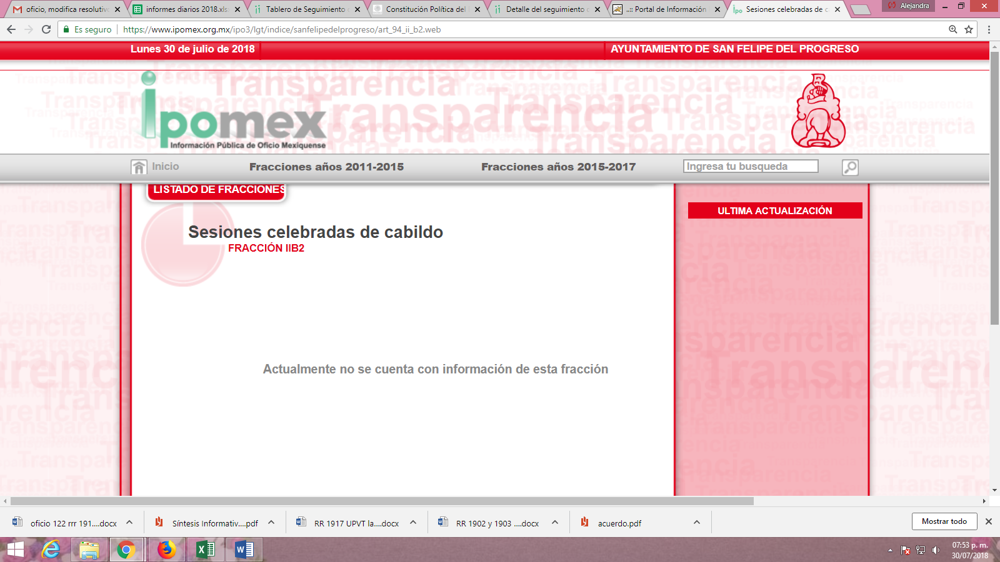 oficio, modifica resolutiv
informes diarios 2018.xls
Tablero de Seguimiento
Constitución Política del
Detalle del seguimiento
..:: Portal de Información
Sesiones celebradas de c
Alejandra
Es seguro
https://www.ipomex.org.mx/ipo3/lgt/indice/sanfelipedelprogreso/art_94_ii_b2.web
Lunes 30 de julio de 2018
AYUNTAMIENTO DE SAN FELIPE DEL PROGRESO
Transparencia
ipomex
Información Pública de Oficio Mexiquense
Inicio
Fracciones años 2011-2015
Fracciones años 2015-2017
Ingresa tu busqueda
LISTADO DE FRACCIONES
ULTIMA ACTUALIZACIÓN
Sesiones celebradas de cabildo
FRACCIÓN IIB2
Actualmente no se cuenta con información de esta fracción
oficio 122 rrr 191....docx
Síntesis Informativ....pdf
RR 1917 UPVT la....docx
RR 1902 y 1903 ....docx
acuerdo.pdf
Mostrar todo
07:53 p. m.
30/07/2018